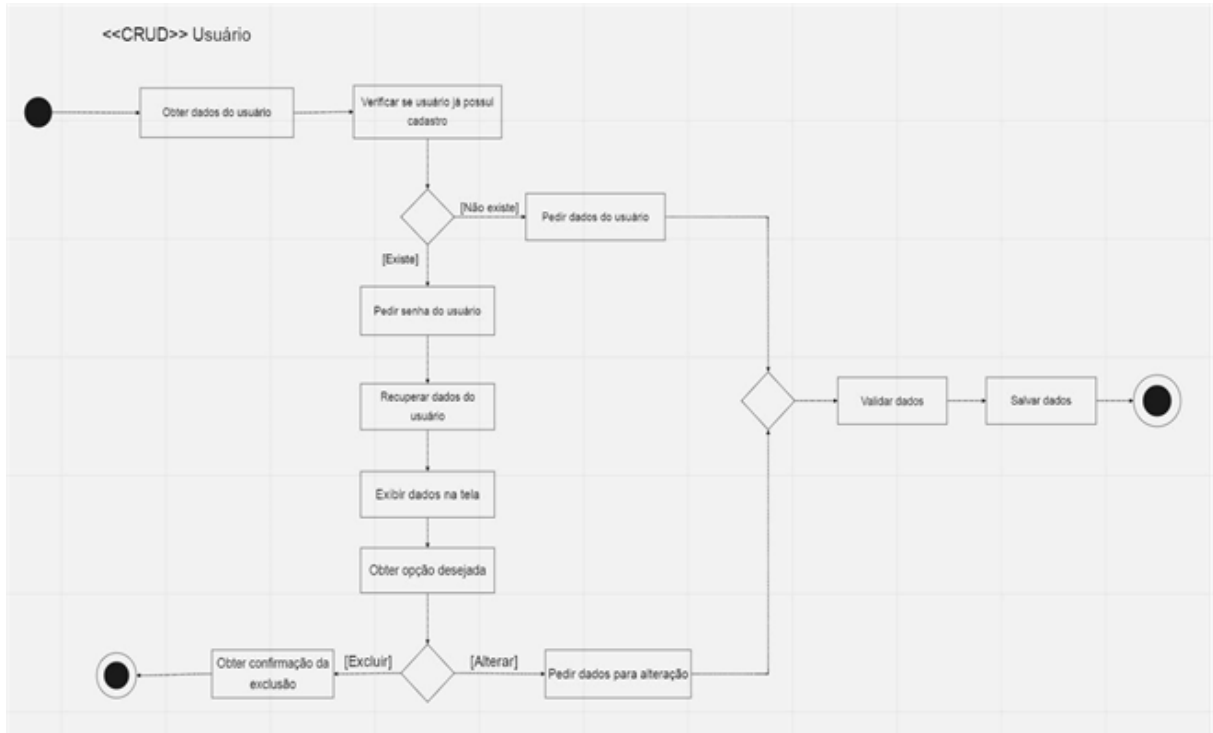 <<CRUD>> Usuário
Obter dados do usuário
Verificar se usuário já possui
cadastro
[Não existe]
Pedir dados do usuário
[Existe]
Pedir senha do usuário
Recuperar dados do
usuário
Validar dados
Salvar dados
Exibir dados na tela
Obter opção desejada
Obter confirmação da
exclusão
[Excluir]
[Alterar]
Pedir dados para alteração